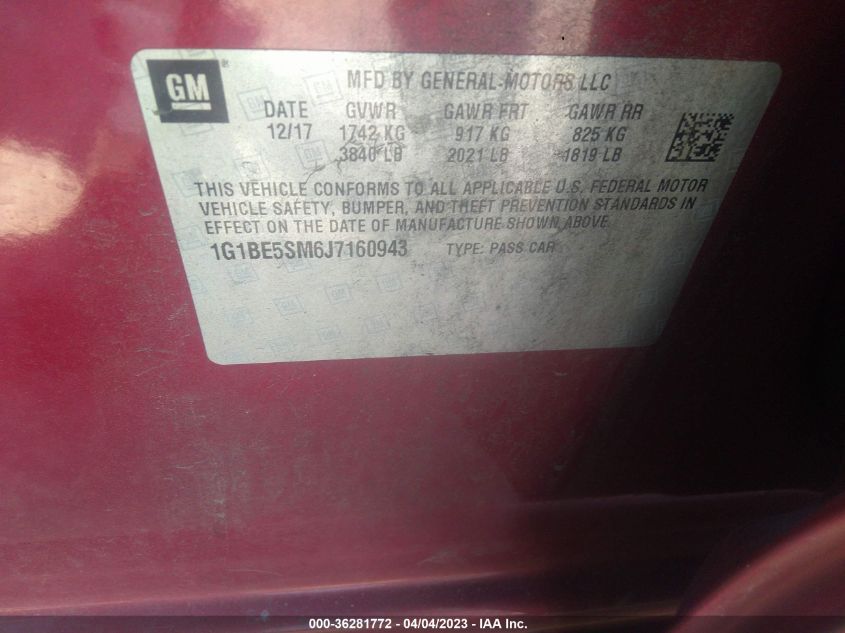 GM ®
MFD BY GENERAL MOTORS LLC
DATE GVWR GAWR FRT GAWR RR
12/17 1742 KG 917 KG 825 KG
3840 LB 2021 LB 1819 LB
THIS VEHICLE CONFORMS TO ALL APPLICABLE U.S. FEDERAL MOTOR
VEHICLE SAFETY, BUMPER, AND THEFT PREVENTION STANDARDS IN
EFFECT ON THE DATE OF MANUFACTURE SHOWN ABOVE.
1G1BE5SM6J7160943 TYPE: PASS CAR
000-36281772 - 04/04/2023 - IAA Inc.